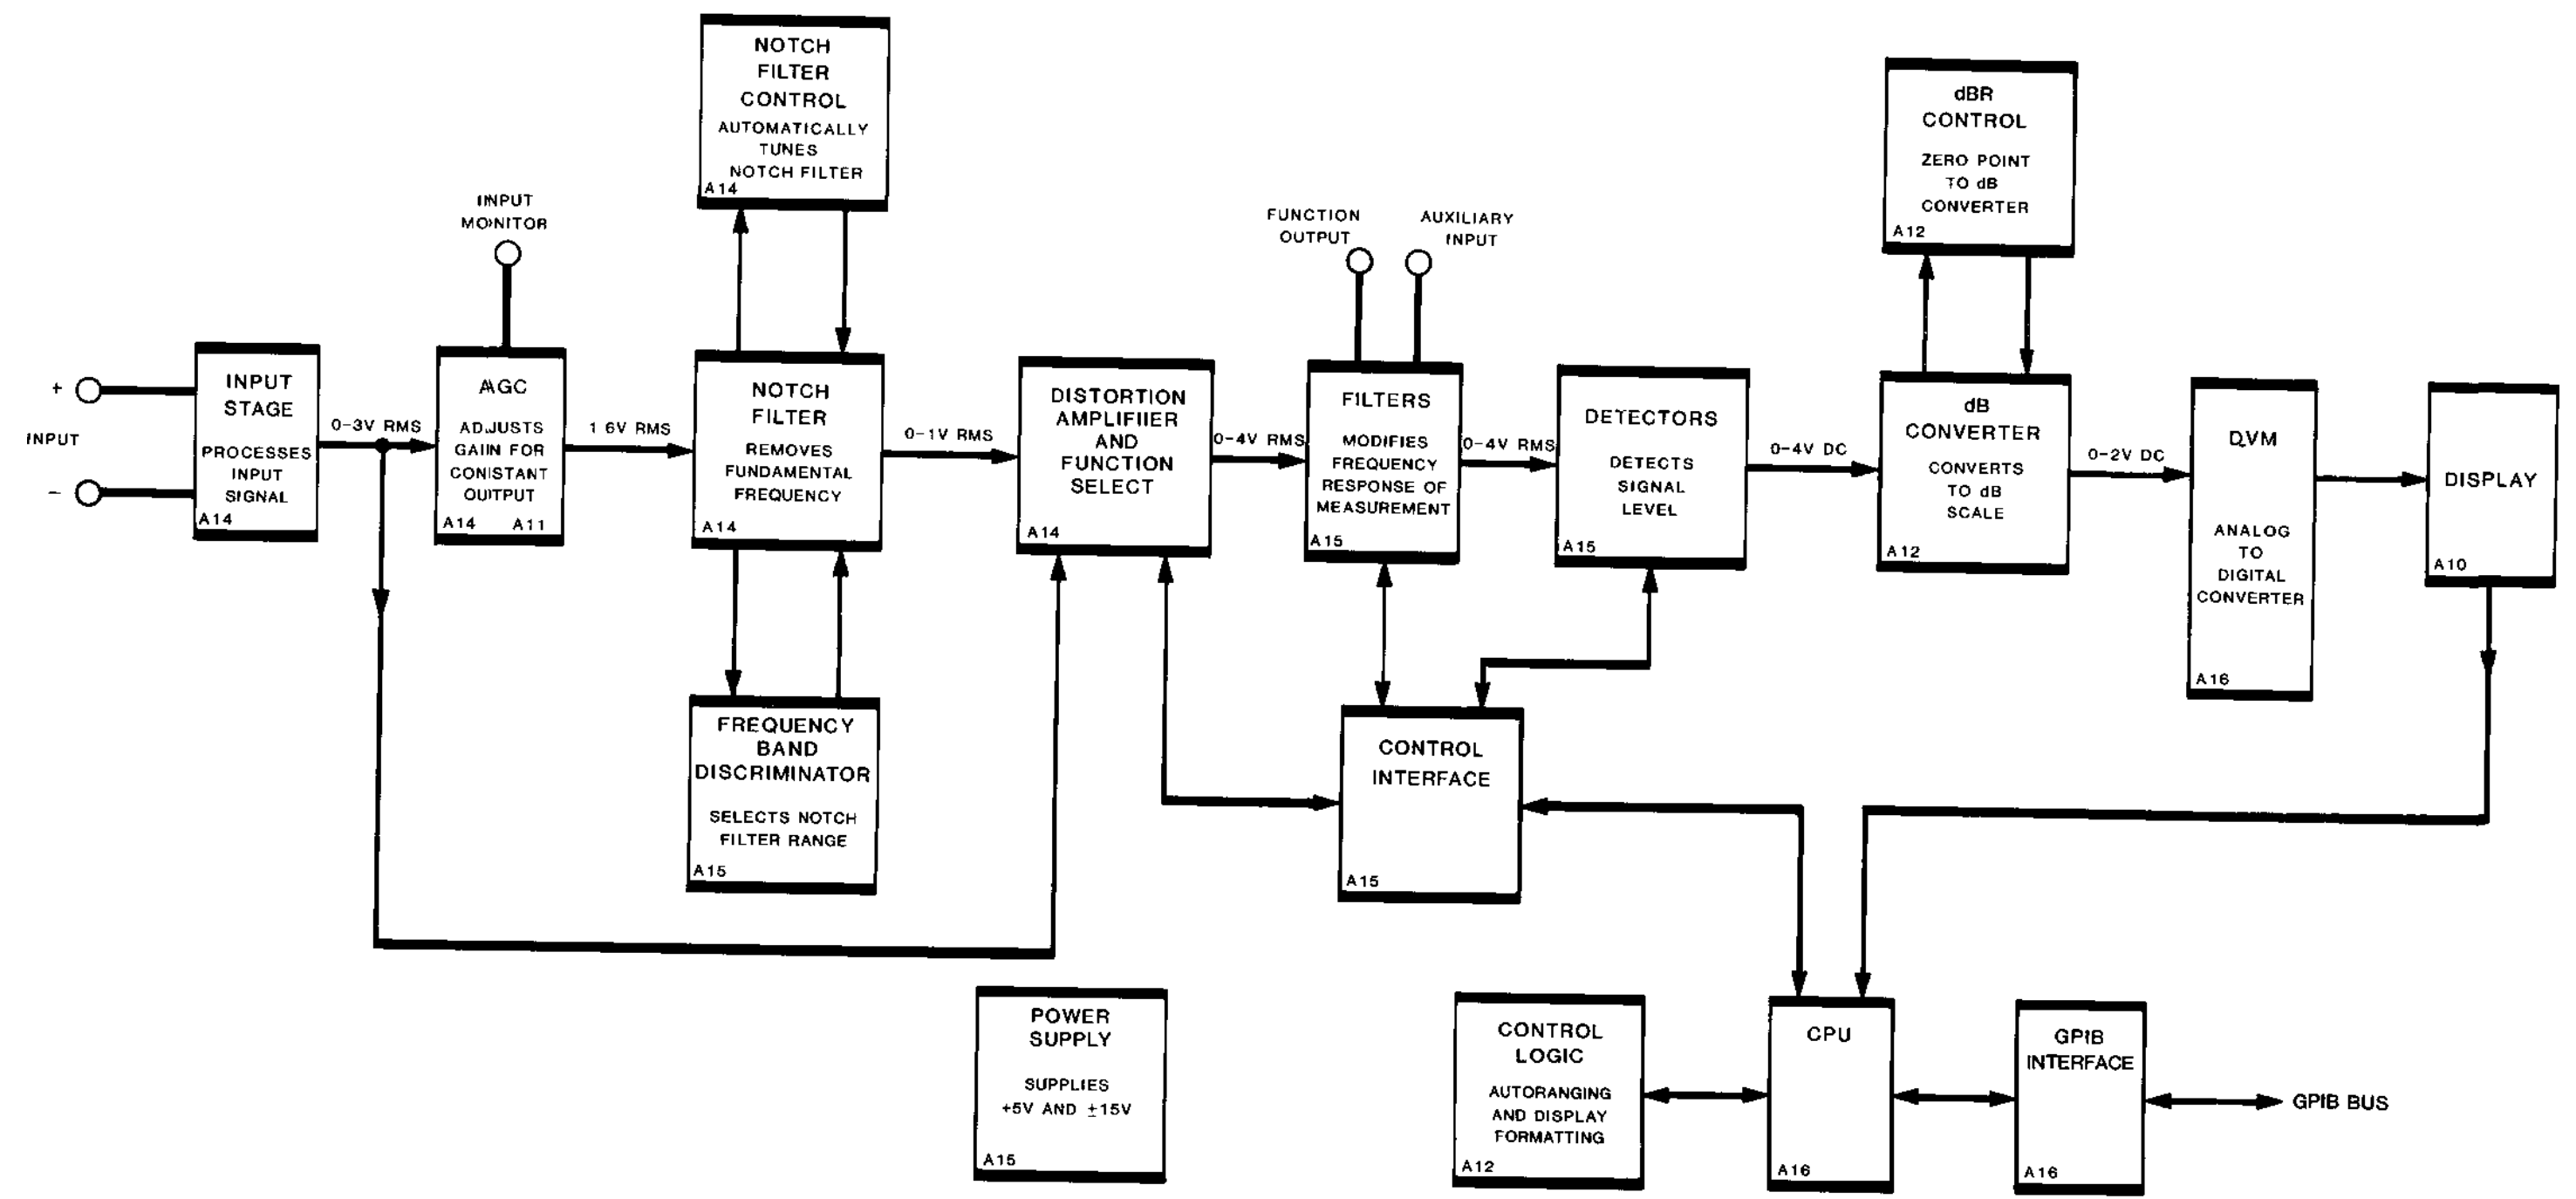 NOTCH
FILTER
CONTROL
AUTOMATICALLY
TUNES
NOTCH FILTER
A14
dBR
CONTROL
ZERO POINT
TO dB
CONVERTER
A12
INPUT
MONITOR
FUNCTION
OUTPUT
AUXILIARY
INPUT
+
INPUT
−
INPUT
STAGE
PROCESSES
INPUT
SIGNAL
A14
0-3V RMS
AGC
ADJUSTS
GAIN FOR
CONSTANT
OUTPUT
A14 A11
1 6V RMS
NOTCH
FILTER
REMOVES
FUNDAMENTAL
FREQUENCY
A14
0-1V RMS
DISTORTION
AMPLIFIIER
AND
FUNCTION
SELECT
A14
0-4V RMS
FILTERS
MODIFIES
FREQUENCY
RESPONSE OF
MEASUREMENT
A15
0-4V RMS
DETECTORS
DETECTS
SIGNAL
LEVEL
A15
0-4V DC
dB
CONVERTER
CONVERTS
TO dB
SCALE
A12
0-2V DC
DVM
ANALOG
TO
DIGITAL
CONVERTER
A16
DISPLAY
A10
FREQUENCY
BAND
DISCRIMINATOR
SELECTS NOTCH
FILTER RANGE
A15
CONTROL
INTERFACE
A15
POWER
SUPPLY
SUPPLIES
+5V AND ±15V
A15
CONTROL
LOGIC
AUTORANGING
AND DISPLAY
FORMATTING
A12
CPU
A16
GPIB
INTERFACE
A16
GPIB BUS